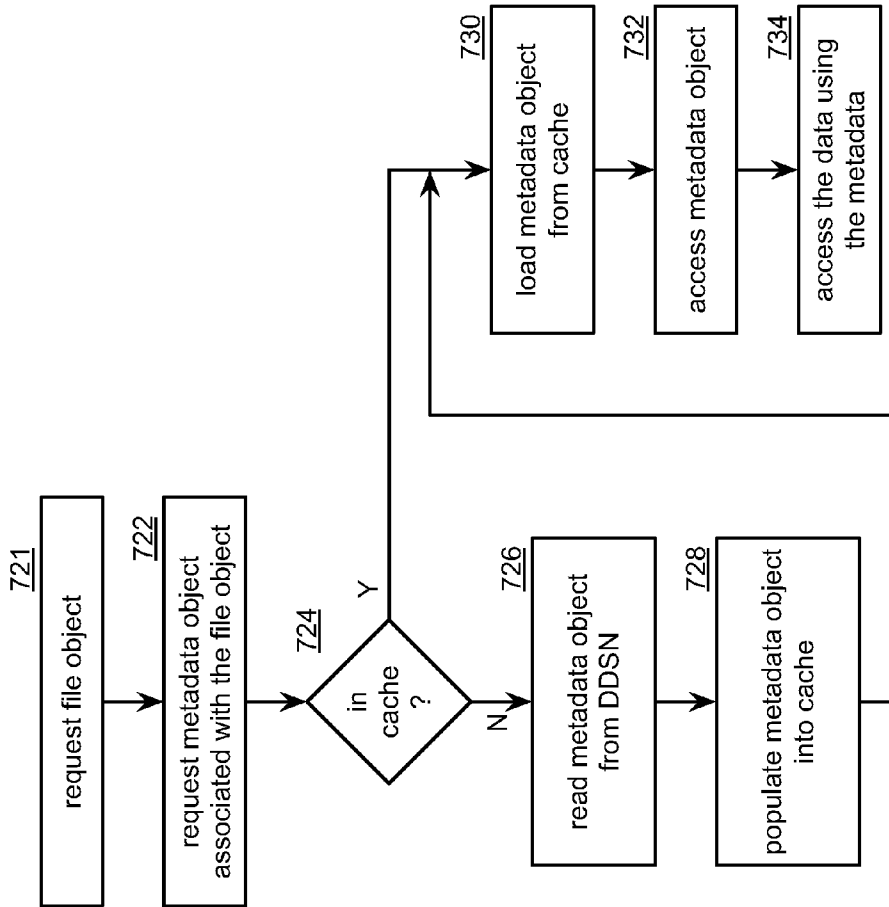 721
request file object
722
request metadata object
associated with the file object
724
in
cache
?
Y
N
726
read metadata object
from DDSN
728
populate metadata object
into cache
730
load metadata object
from cache
732
access metadata object
734
access the data using
the metadata